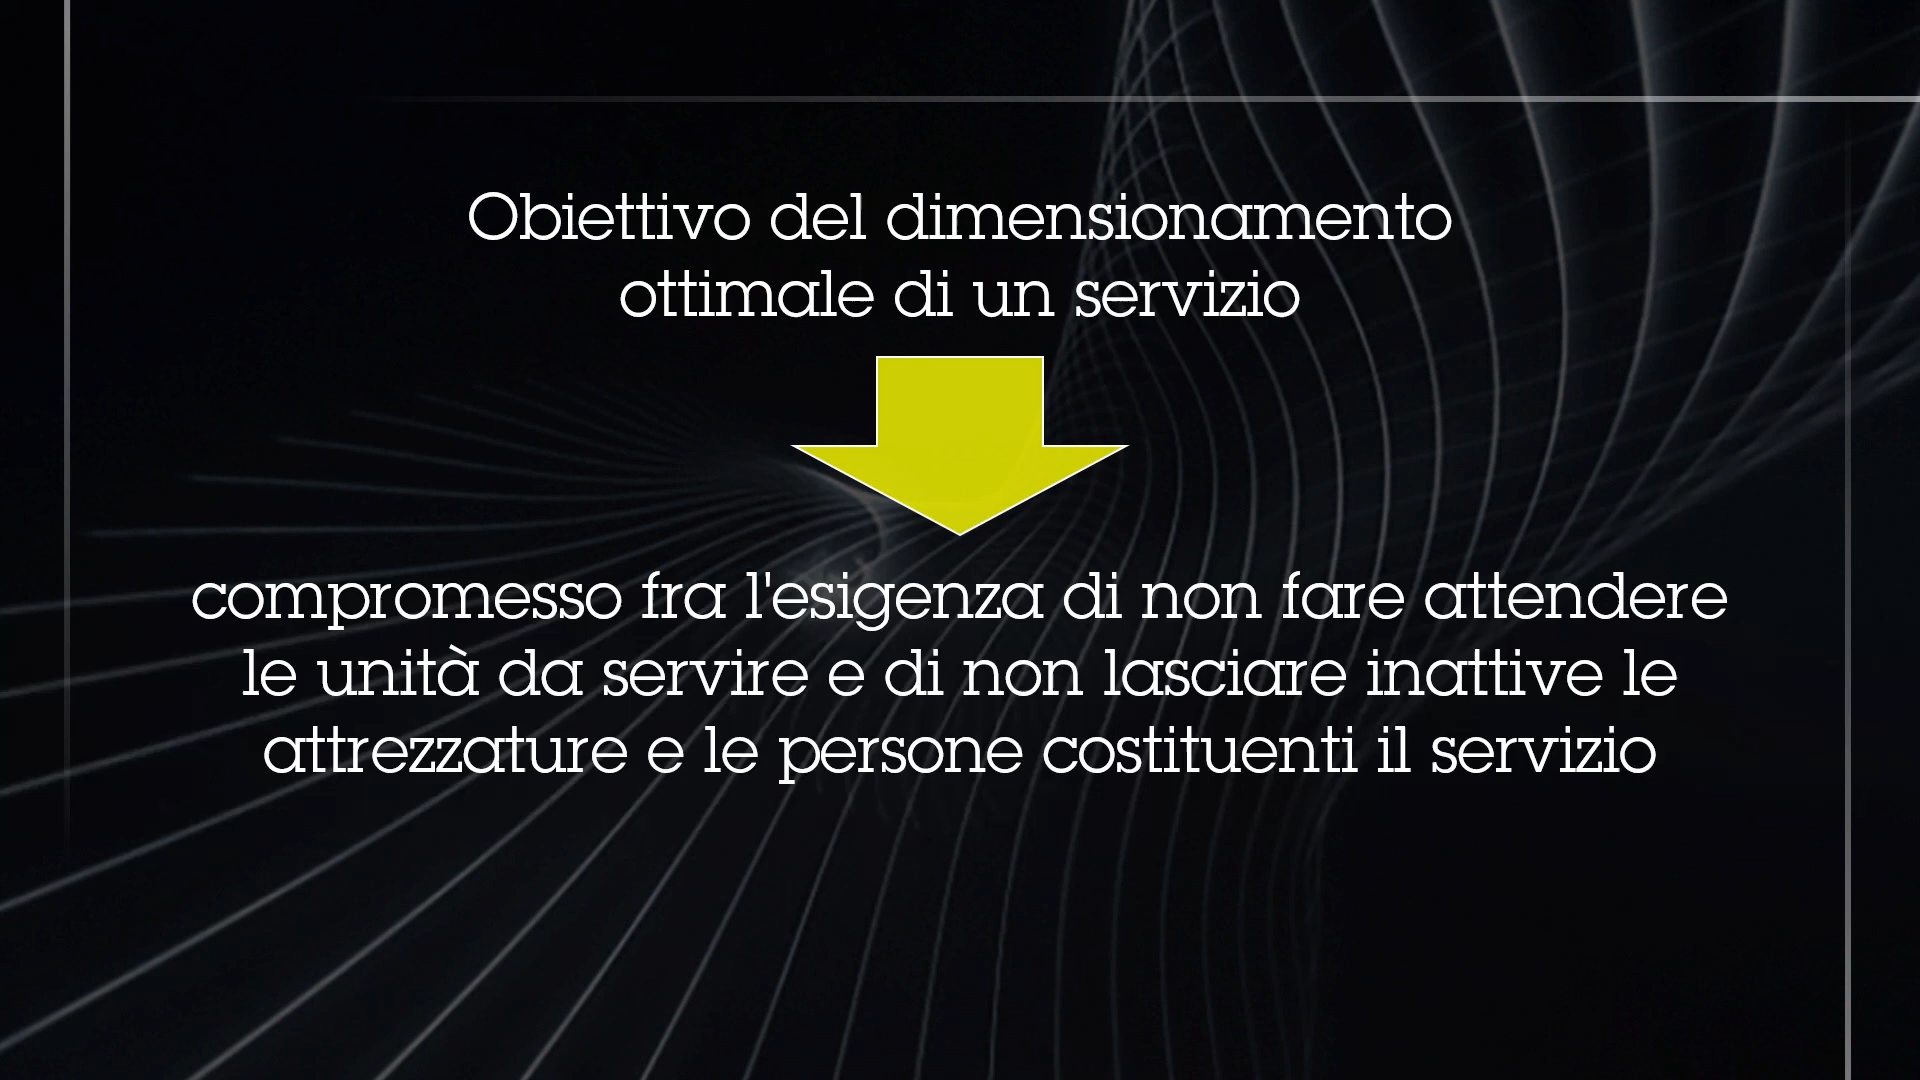 Obiettivo del dimensionamento
ottimale di un servizio
compromesso fra l'esigenza di non fare attendere
le unità da servire e di non lasciare inattive le
attrezzature e le persone costituenti il servizio